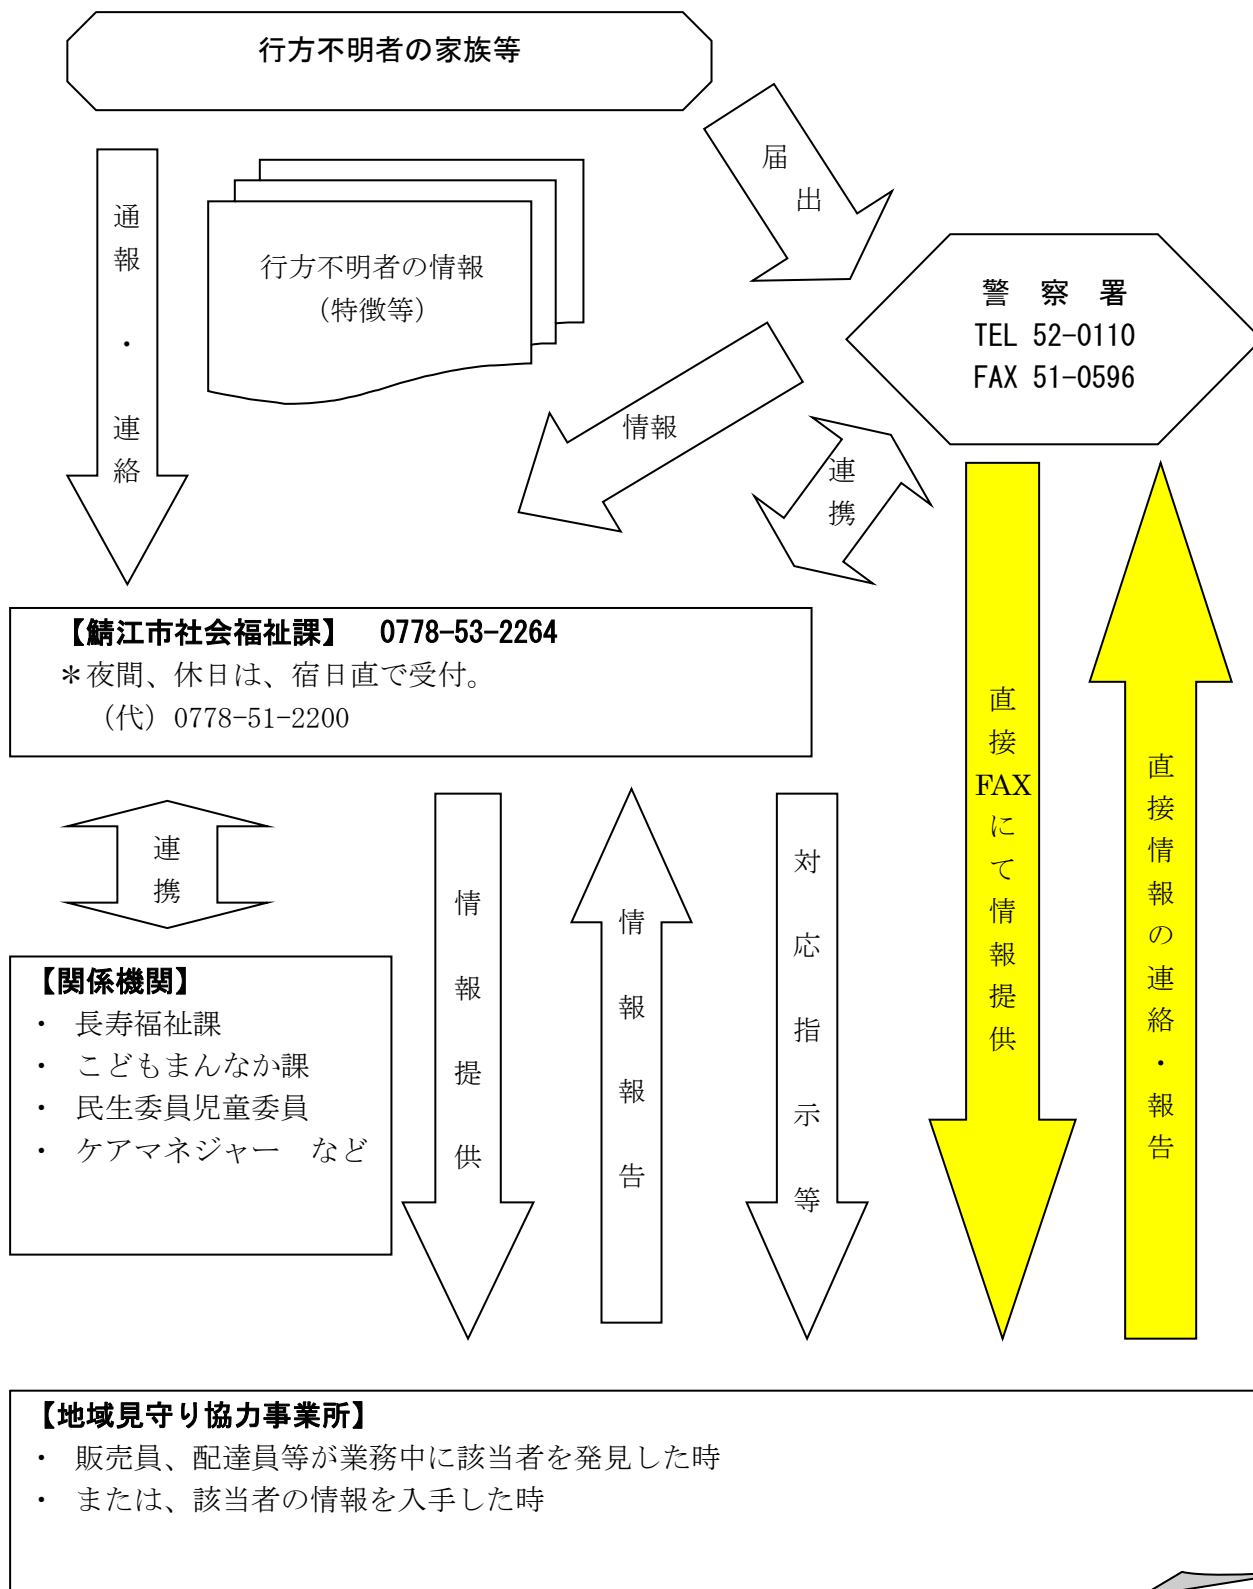 行方不明者の家族等
届出
通報・連絡
行方不明者の情報
（特徴等）
警　察　署
TEL 52-0110
FAX 51-0596
情報
連携
【鯖江市社会福祉課】　0778-53-2264
＊夜間、休日は、宿日直で受付。
（代）0778-51-2200
連携
情報提供
情報報告
対応指示等
直接FAXにて情報提供
直接情報の連絡・報告
【関係機関】
・　長寿福祉課
・　こどもまんなか課
・　民生委員児童委員
・　ケアマネジャー　など
【地域見守り協力事業所】
・　販売員、配達員等が業務中に該当者を発見した時
・　または、該当者の情報を入手した時